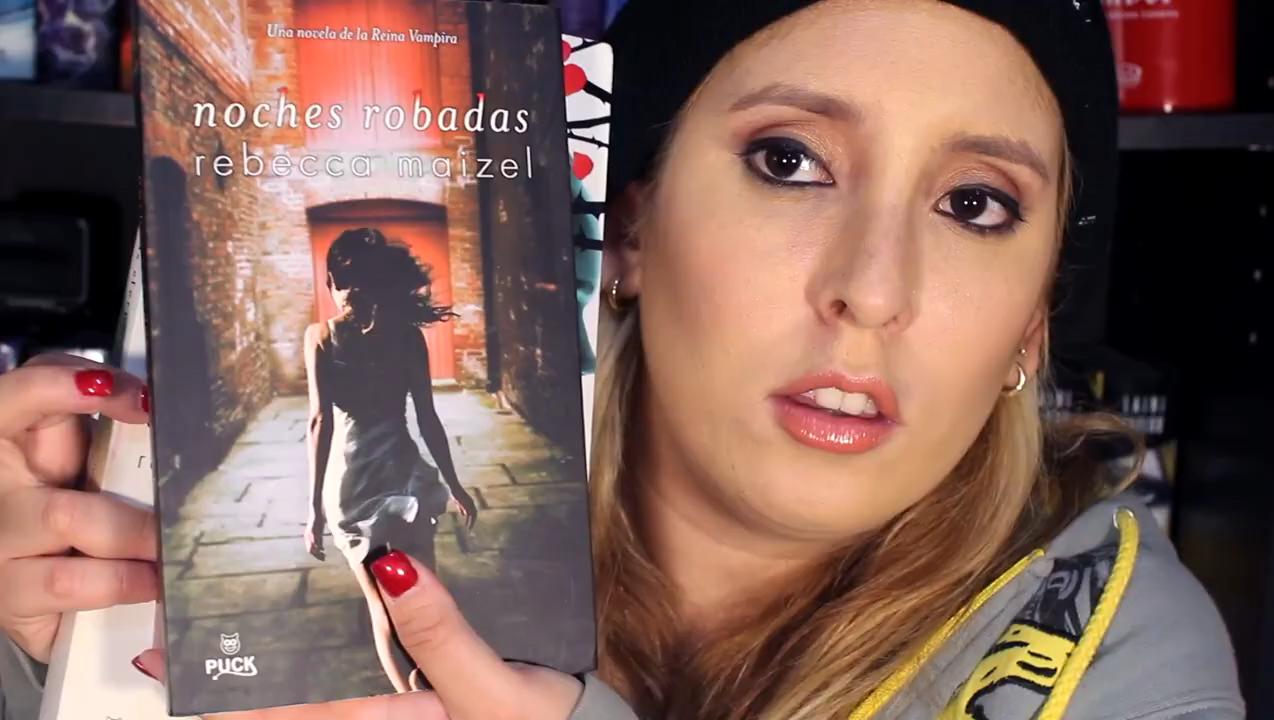 Una novela de la Reina Vampira
noches robadas
rebecca maizel
PUCK